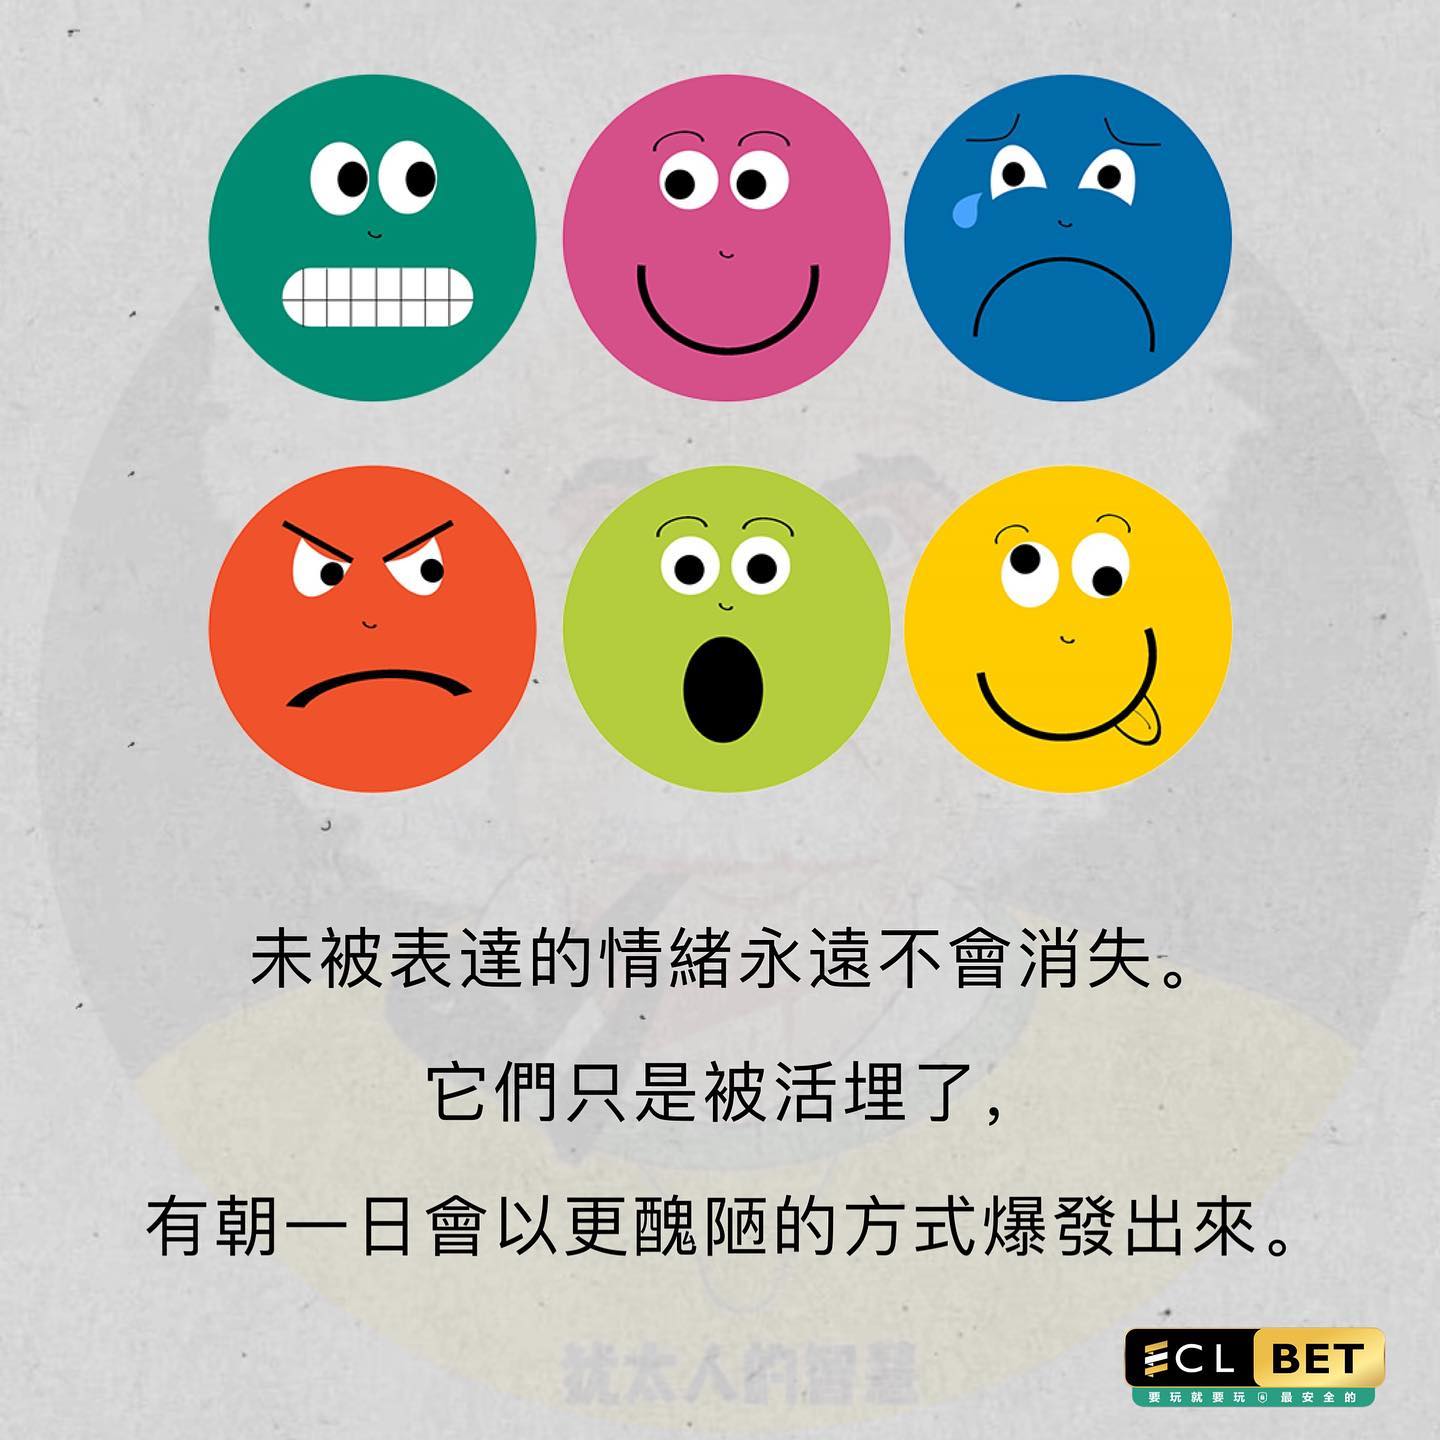 未被表達的情緒永遠不會消失。
它們只是被活埋了,
有朝一日會以更醜陋的方式爆發出來。
猶太人的智慧
ECL BET
要玩就要玩 最安全的